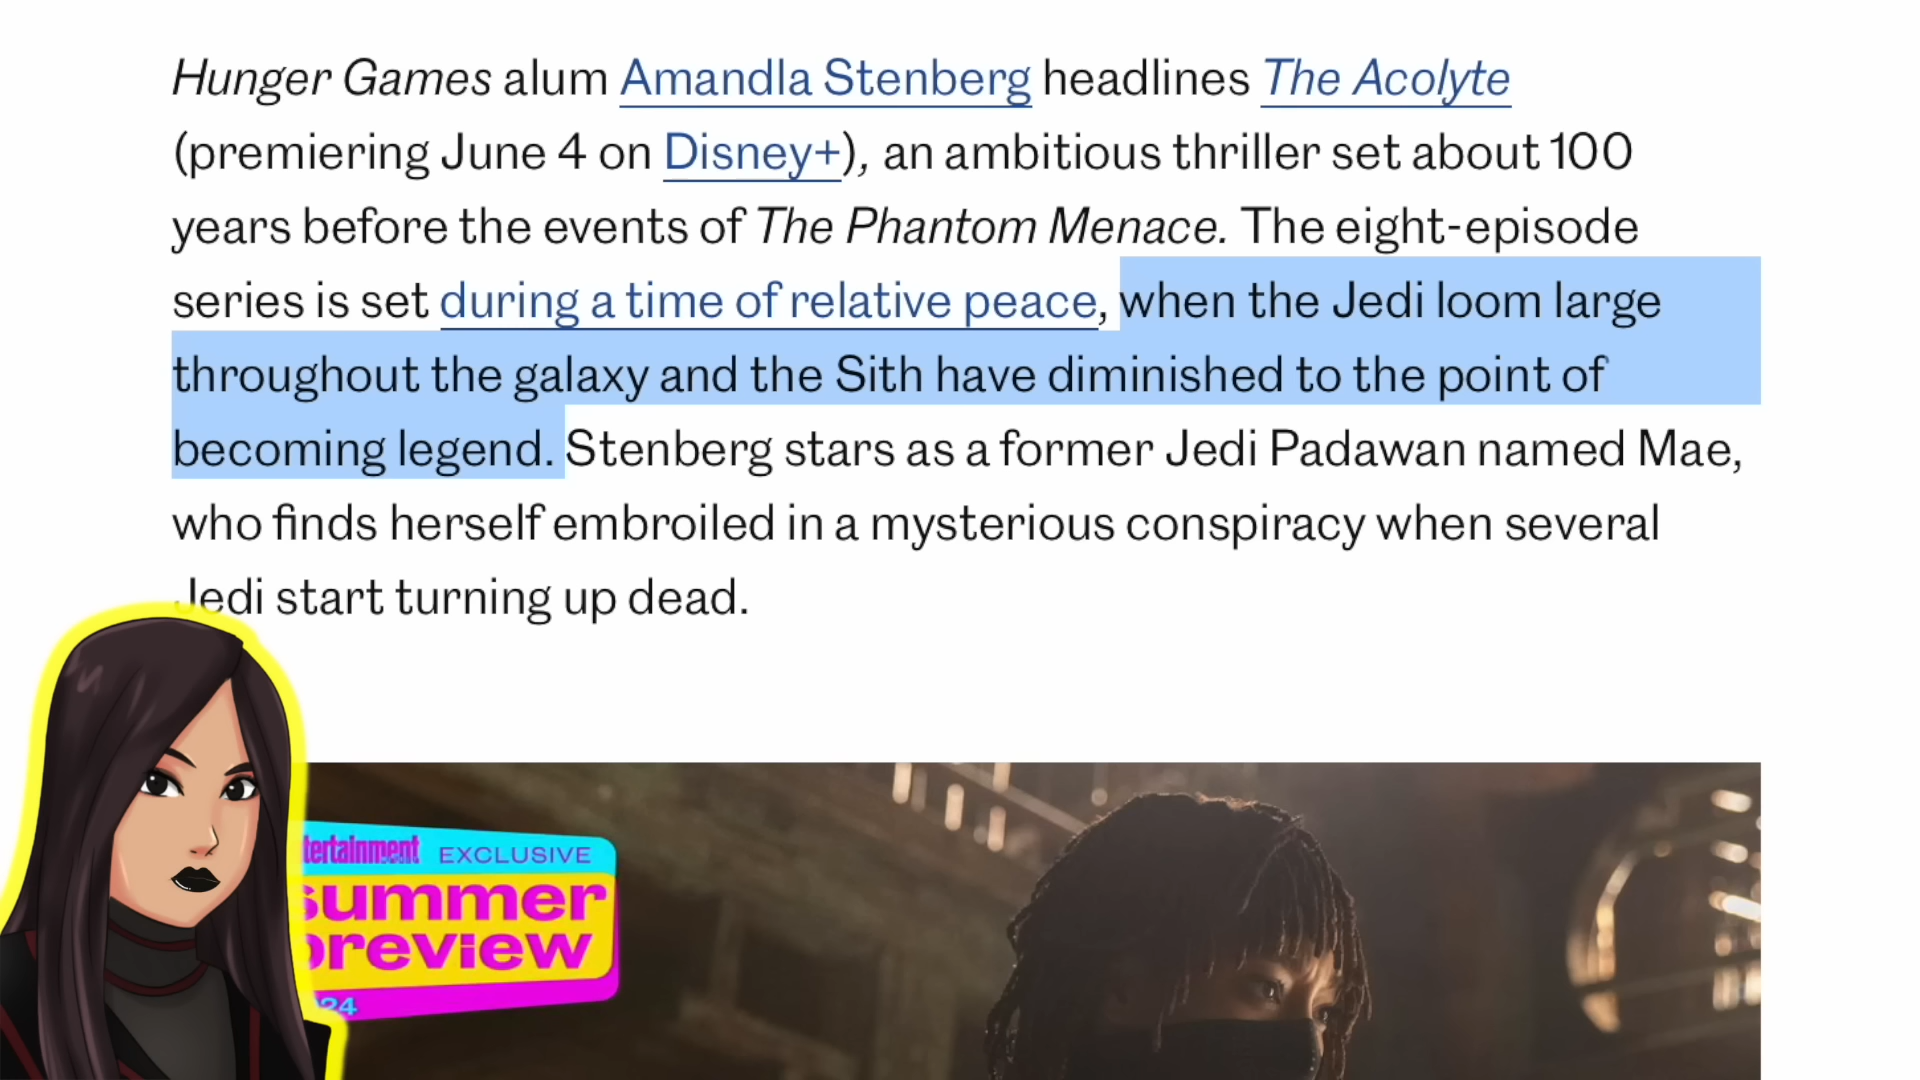 Hunger Games alum Amandla Stenberg headlines The Acolyte
(premiering June 4 on Disney+), an ambitious thriller set about 100
years before the events of The Phantom Menace. The eight-episode
series is set during a time of relative peace, when the Jedi loom large
throughout the galaxy and the Sith have diminished to the point of
becoming legend. Stenberg stars as a former Jedi Padawan named Mae,
who finds herself embroiled in a mysterious conspiracy when several
Jedi start turning up dead.
tertainment EXCLUSIVE
summer
preview
24